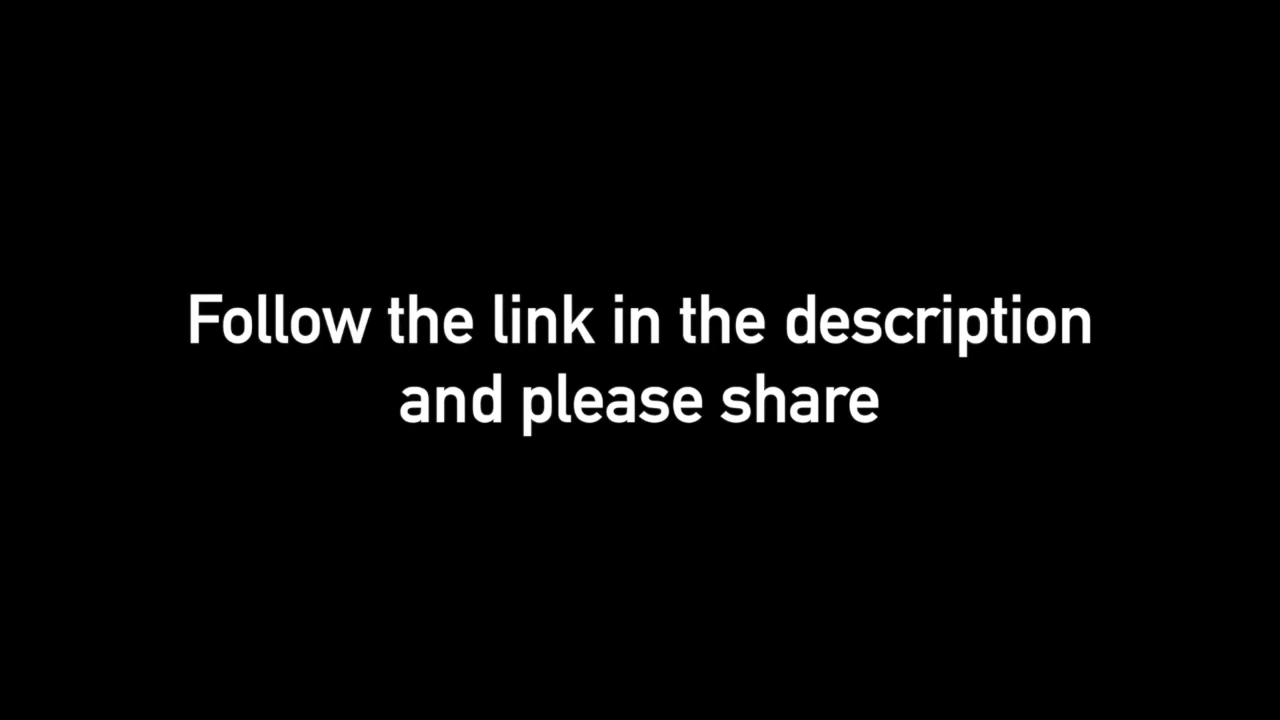 Follow the link in the description
and please share